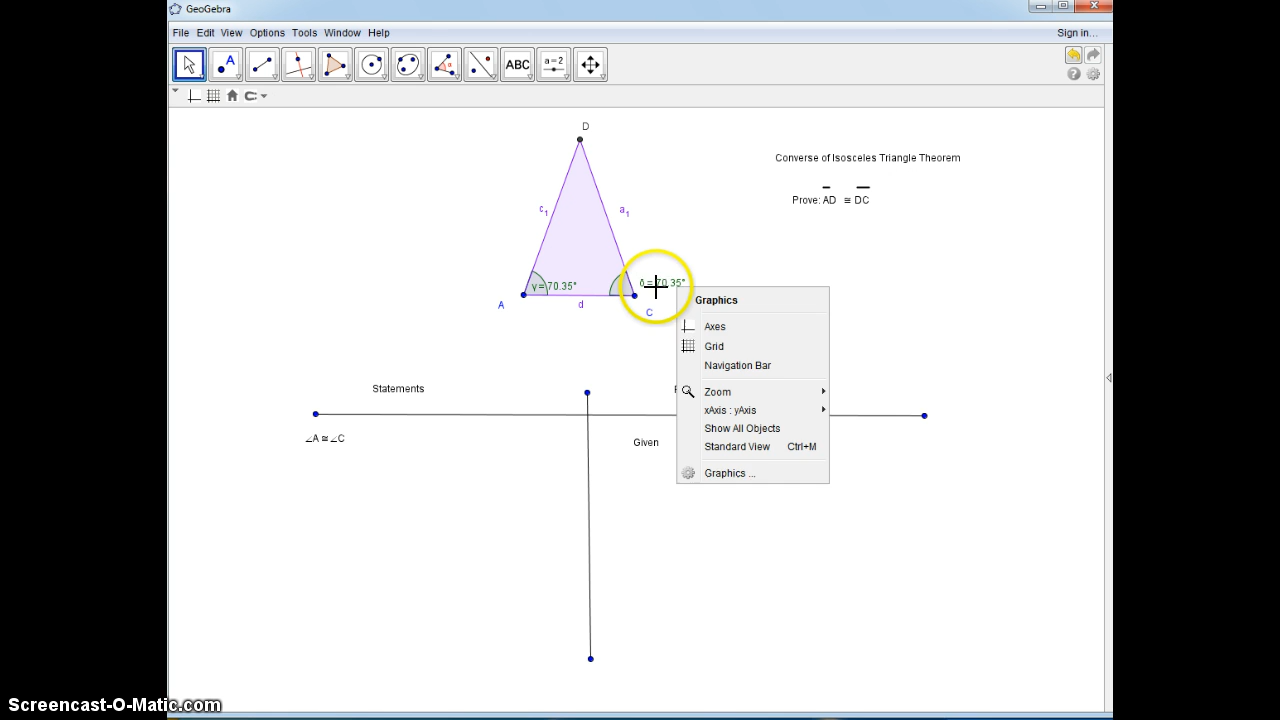 GeoGebra
File Edit View Options Tools Window Help
Sign in...
A
ABC
a=2
D
Converse of Isosceles Triangle Theorem
Prove: AD ≅ DC
c₁
a₁
γ = 70.35°
δ = 70.35°
A
d
C
Graphics
Axes
Grid
Navigation Bar
Zoom
xAxis : yAxis
Show All Objects
Standard View Ctrl+M
Graphics ...
Statements
∠A ≅ ∠C
Given
Screencast-O-Matic.com